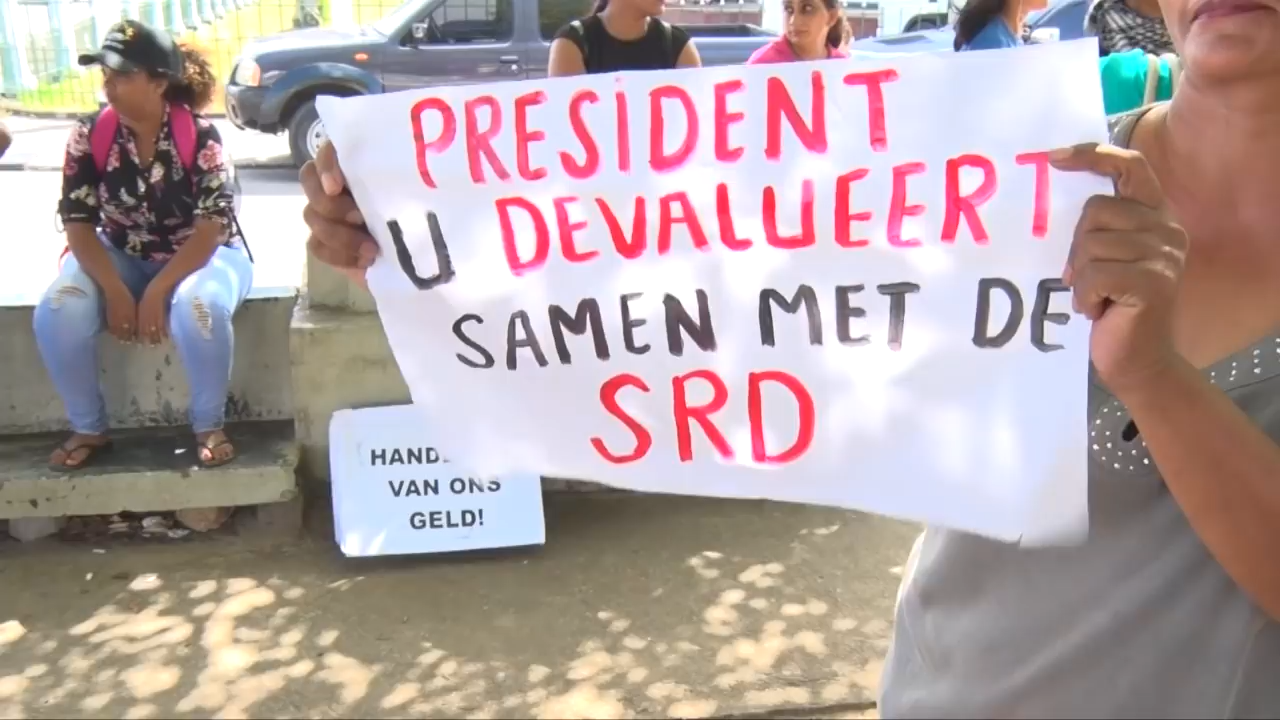 PRESIDENT
U DEVALUEERT
SAMEN MET DE
SRD
VAN ONS
GELD!